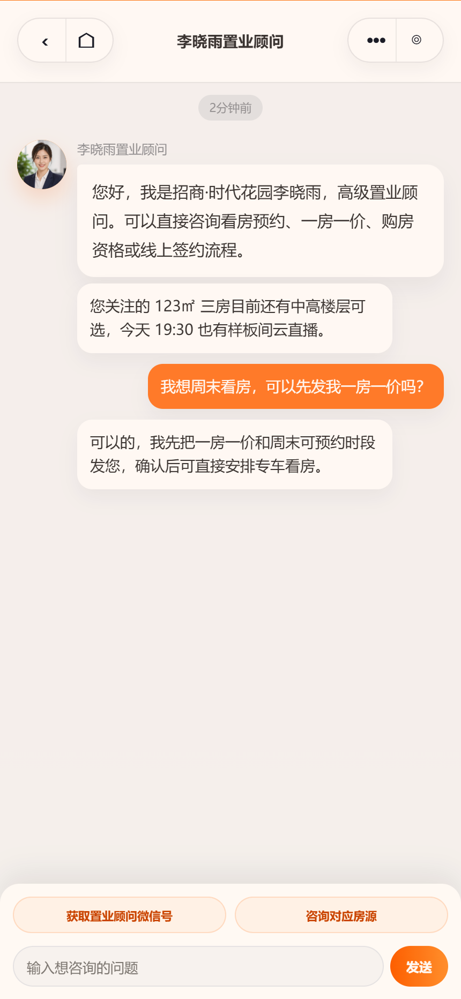 李晓雨置业顾问
2分钟前
李晓雨置业顾问
您好，我是招商·时代花园李晓雨，高级置业顾
问。可以直接咨询看房预约、一房一价、购房
资格或线上签约流程。
您关注的 123㎡ 三房目前还有中高楼层可
选，今天 19:30 也有样板间云直播。
我想周末看房，可以先发我一房一价吗？
可以的，我先把一房一价和周末可预约时段
发您，确认后可直接安排专车看房。
获取置业顾问微信号
咨询对应房源
输入想咨询的问题
发送